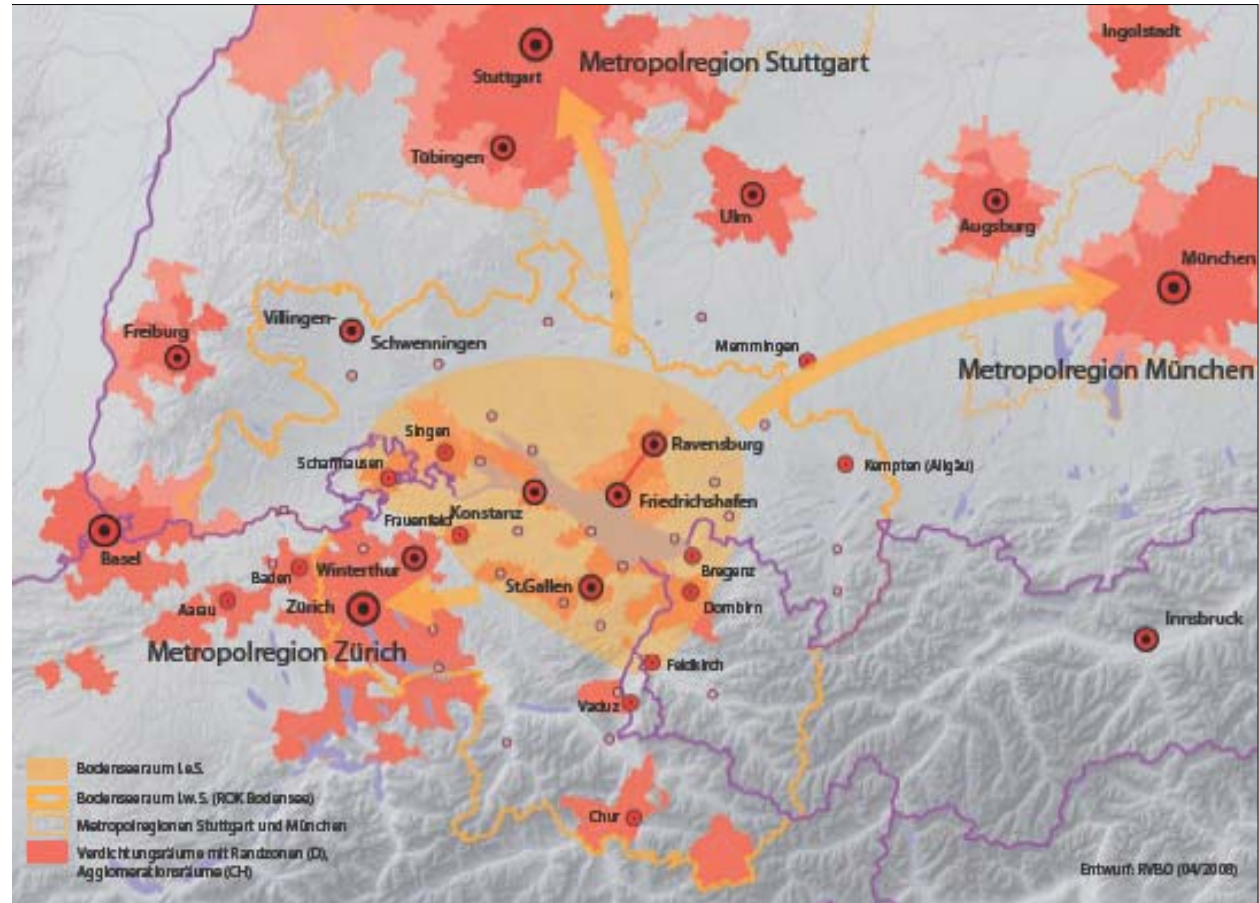 Ingolstadt
Stuttgart
Metropolregion Stuttgart
Tübingen
Ulm
Augsburg
München
Villingen-
Schwenningen
Freiburg
Memmingen
Metropolregion München
Singen
Ravensburg
Schaffhausen
Kempten (Allgäu)
Friedrichshafen
Konstanz
Frauenfeld
Basel
Baden
Winterthur
Bregenz
St.Gallen
Aarau
Zürich
Dornbirn
Innsbruck
Metropolregion Zürich
Feldkirch
Vaduz
Chur
Bodenseeraum i.e.S.
Bodenseeraum i.w.S. (ROK Bodensee)
Metropolregionen Stuttgart und München
Verdichtungsräume mit Randzonen (D),
Agglomerationsräume (CH)
Entwurf: RVBO (04/2008)